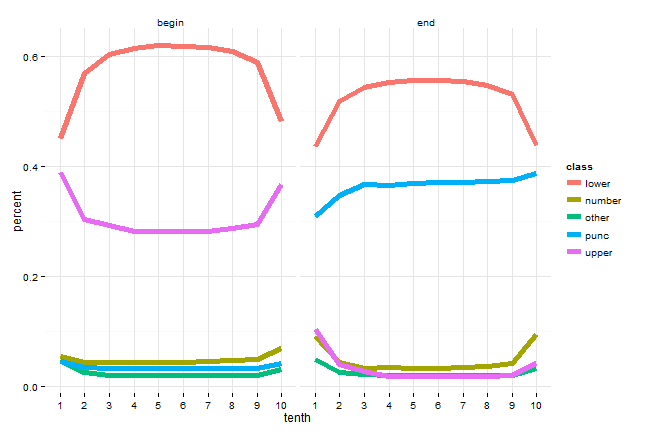 begin end
0.6
0.4
0.2
0.0
percent
1 2 3 4 5 6 7 8 9 10 1 2 3 4 5 6 7 8 9 10
tenth
class
lower
number
other
punc
upper